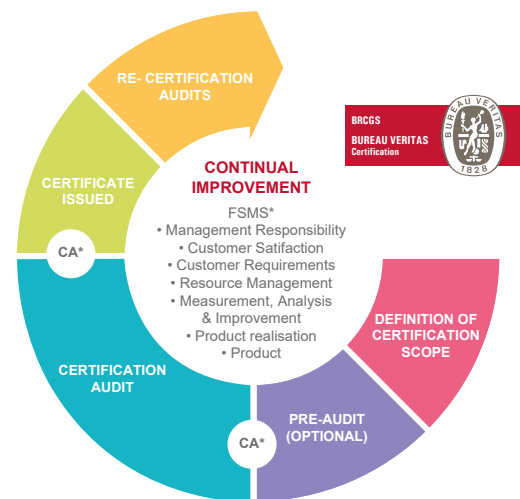 RE- CERTIFICATION
AUDITS
BRCGS
BUREAU VERITAS
Certification
BUREAU VERITAS
1828
CERTIFICATE
ISSUED
CA*
CONTINUAL
IMPROVEMENT
FSMS*
• Management Responsibility
• Customer Satifaction
• Customer Requirements
• Resource Management
• Measurement, Analysis
& Improvement
• Product realisation
• Product
DEFINITION OF
CERTIFICATION
SCOPE
CERTIFICATION
AUDIT
PRE-AUDIT
(OPTIONAL)
CA*